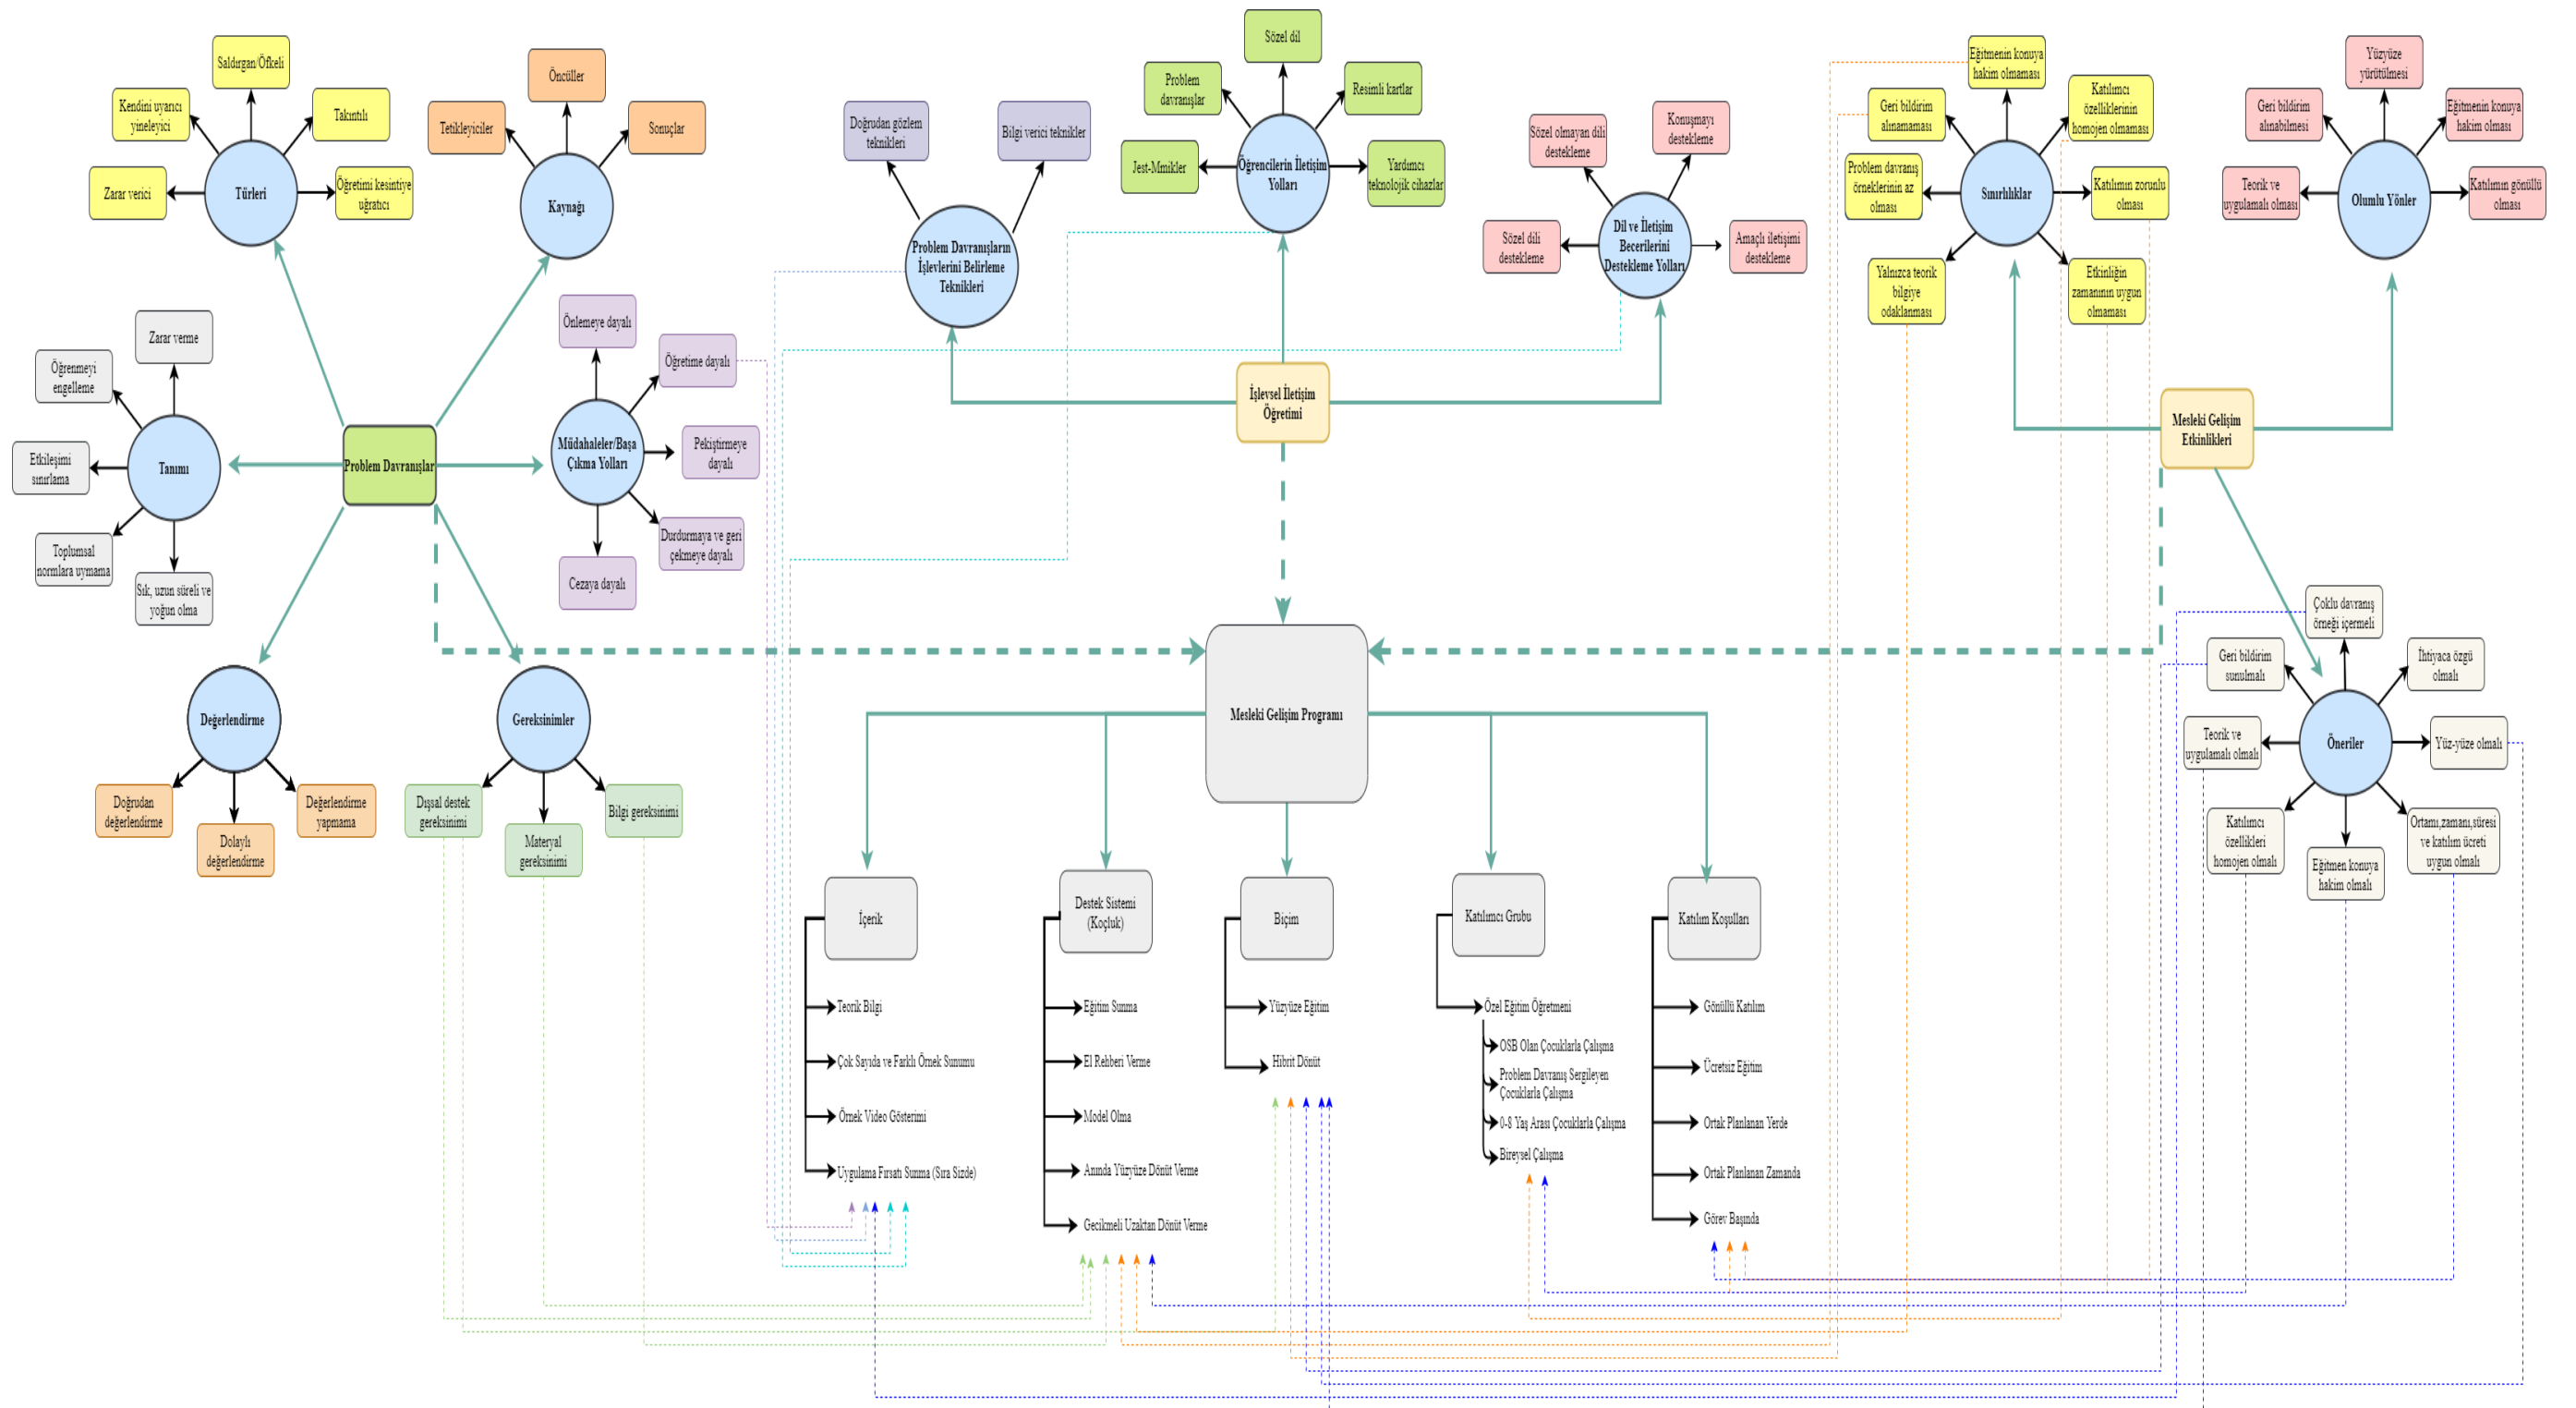 Saldırgan/Öfkeli
Kendini uyarıcı
yineleyici
Takıntılı
Zarar verici
Türleri
Öğretimi kesintiye
uğratıcı
Öncüller
Tetikleyiciler
Sonuçlar
Kaynağı
Zarar verme
Öğrenmeyi
engelleme
Etkileşimi
sınırlama
Tanımı
Toplumsal
normlara uymama
Sık, uzun süreli ve
yoğun olma
Problem Davranışlar
Önlemeye dayalı
Öğretime dayalı
Müdahaleler/Başa
Çıkma Yolları
Pekiştirmeye
dayalı
Durdurmaya ve geri
çekmeye dayalı
Cezaya dayalı
Değerlendirme
Doğrudan
değerlendirme
Dolaylı
değerlendirme
Değerlendirme
yapmama
Gereksinimler
Dışsal destek
gereksinimi
Materyal
gereksinimi
Bilgi gereksinimi
Doğrudan gözlem
teknikleri
Bilgi verici teknikler
Problem Davranışların
İşlevlerini Belirleme
Teknikleri
Sözel dil
Problem
davranışlar
Resimli kartlar
Jest-Mmikler
Öğrencilerin İletişim
Yolları
Yardımcı
teknolojik cihazlar
Sözel olmayan dili
destekleme
Konuşmayı
destekleme
Sözel dili
destekleme
Dil ve İletişim
Becerilerini
Destekleme Yolları
Amaçlı iletişimi
destekleme
İşlevsel İletişim
Öğretimi
Eğitmenin konuya
hakim olmaması
Geri bildirim
alınamaması
Katılımcı
özelliklerinin
homojen olmaması
Problem davranış
örneklerinin az
olması
Sınırlılıklar
Katılımın zorunlu
olması
Yalnızca teorik
bilgiye
odaklanması
Etkinliğin
zamanının uygun
olmaması
Yüzyüze
yürütülmesi
Geri bildirim
alınabilmesi
Eğitmenin konuya
hakim olması
Teorik ve
uygulamalı olması
Olumlu Yönler
Katılımın gönüllü
olması
Mesleki Gelişim
Etkinlikleri
Çoklu davranış
örneği içermeli
Geri bildirim
sunulmalı
İhtiyaca özgü
olmalı
Teorik ve
uygulamalı olmalı
Öneriler
Yüz-yüze olmalı
Katılımcı
özellikleri
homojen olmalı
Eğitmen konuya
hakim olmalı
Ortamı,zamanı,süresi
ve katılım ücreti
uygun olmalı
Mesleki Gelişim Programı
İçerik
Teorik Bilgi
Çok Sayıda ve Farklı Örnek Sunumu
Örnek Video Gösterimi
Uygulama Fırsatı Sunma (Sıra Sizde)
Destek Sistemi
(Koçluk)
Eğitim Sunma
El Rehberi Verme
Model Olma
Anında Yüzyüze Dönüt Verme
Gecikmeli Uzaktan Dönüt Verme
Biçim
Yüzyüze Eğitim
Hibrit Dönüt
Katılımcı Grubu
Özel Eğitim Öğretmeni
OSB Olan Çocuklarla Çalışma
Problem Davranış Sergileyen
Çocuklarla Çalışma
0-8 Yaş Arası Çocuklarla Çalışma
Bireysel Çalışma
Katılım Koşulları
Gönüllü Katılım
Ücretsiz Eğitim
Ortak Planlanan Yerde
Ortak Planlanan Zamanda
Görev Başında